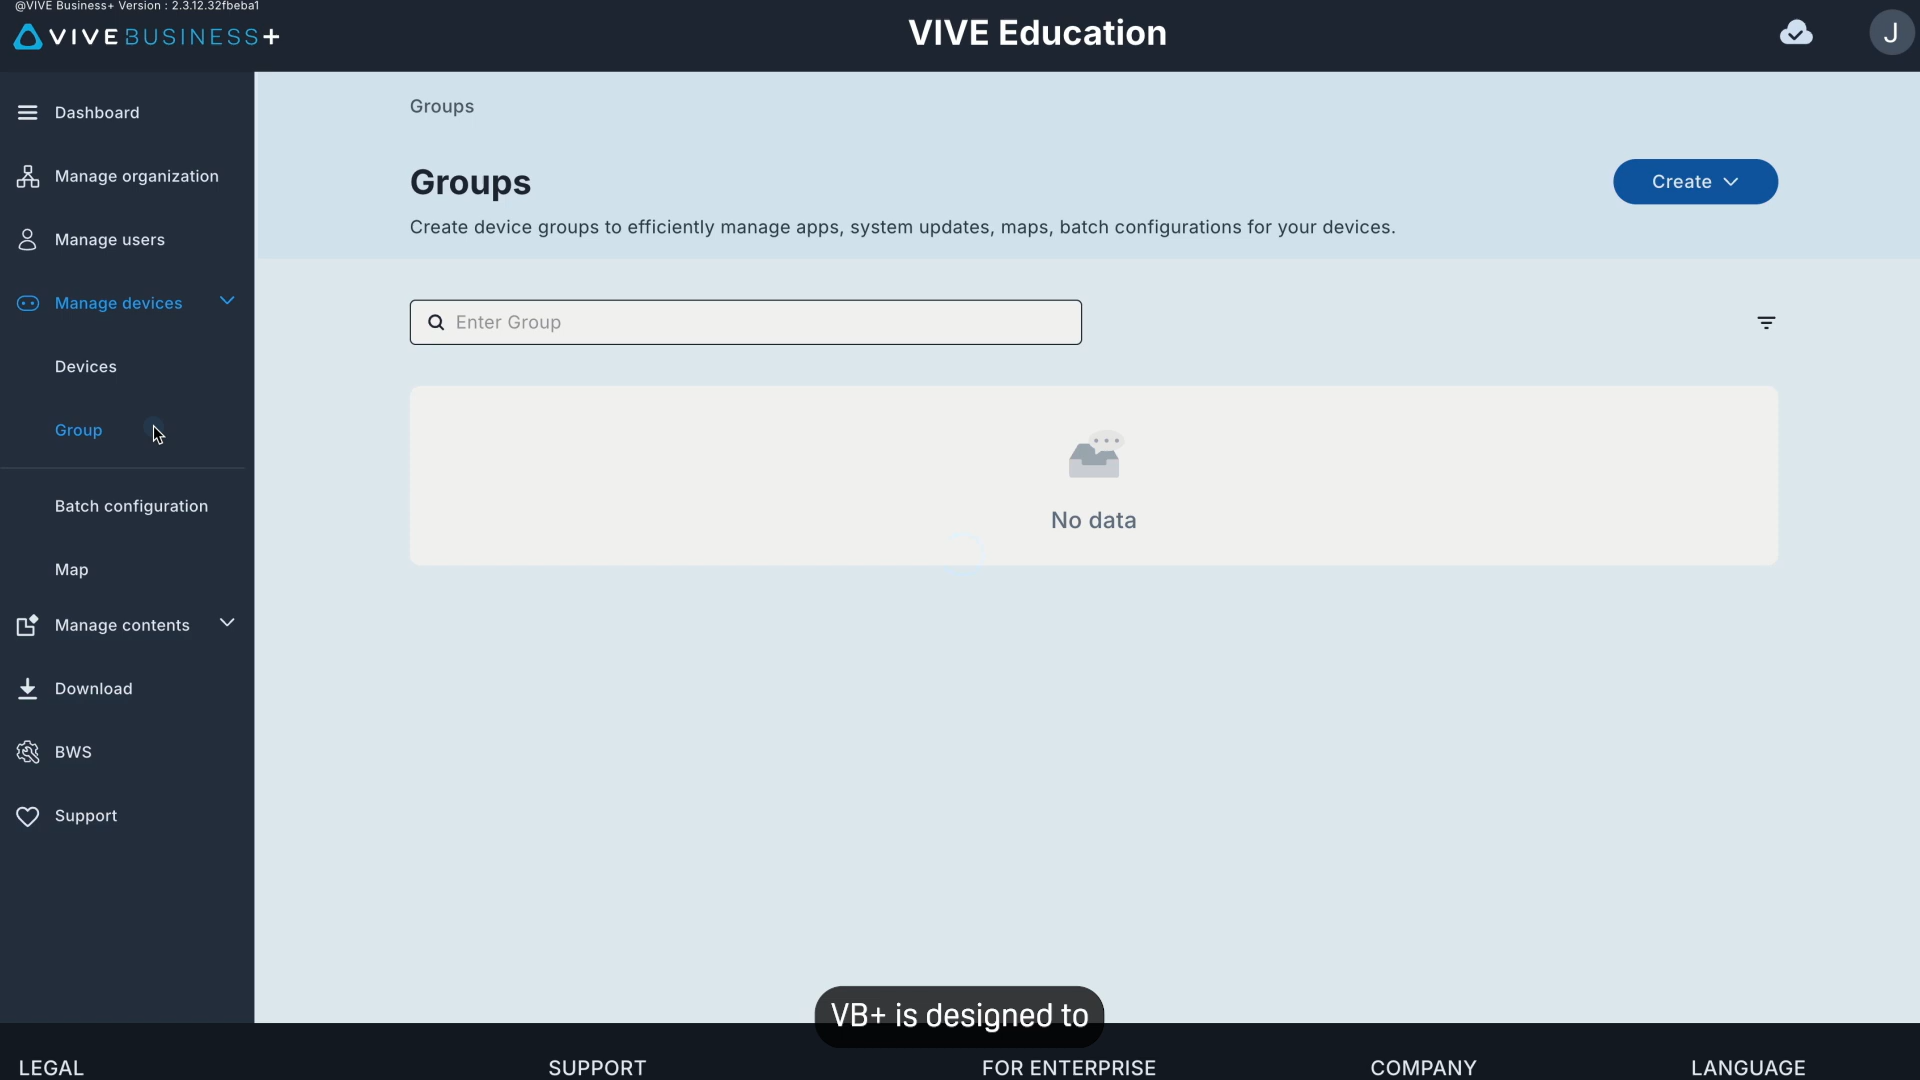 @VIVE Business+ Version : 2.3.12.32fbeba1
VIVE BUSINESS+
VIVE Education
J
Dashboard
Manage organization
Manage users
Manage devices
Devices
Group
Batch configuration
Map
Manage contents
Download
BWS
Support
Groups
Groups
Create
Create device groups to efficiently manage apps, system updates, maps, batch configurations for your devices.
Enter Group
No data
VB+ is designed to
LEGAL
SUPPORT
FOR ENTERPRISE
COMPANY
LANGUAGE